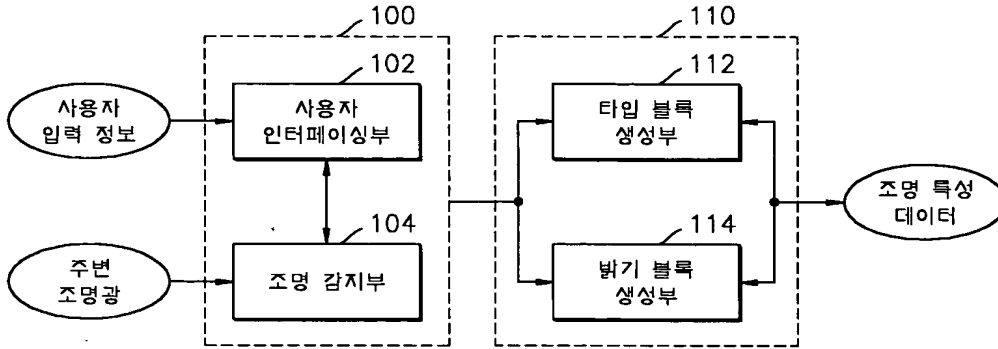 100
110
102
112
사용자
입력 정보
사용자
인터페이싱부
타입 블록
생성부
조명 특성
데이터
104
114
주변
조명광
조명 감지부
밝기 블록
생성부